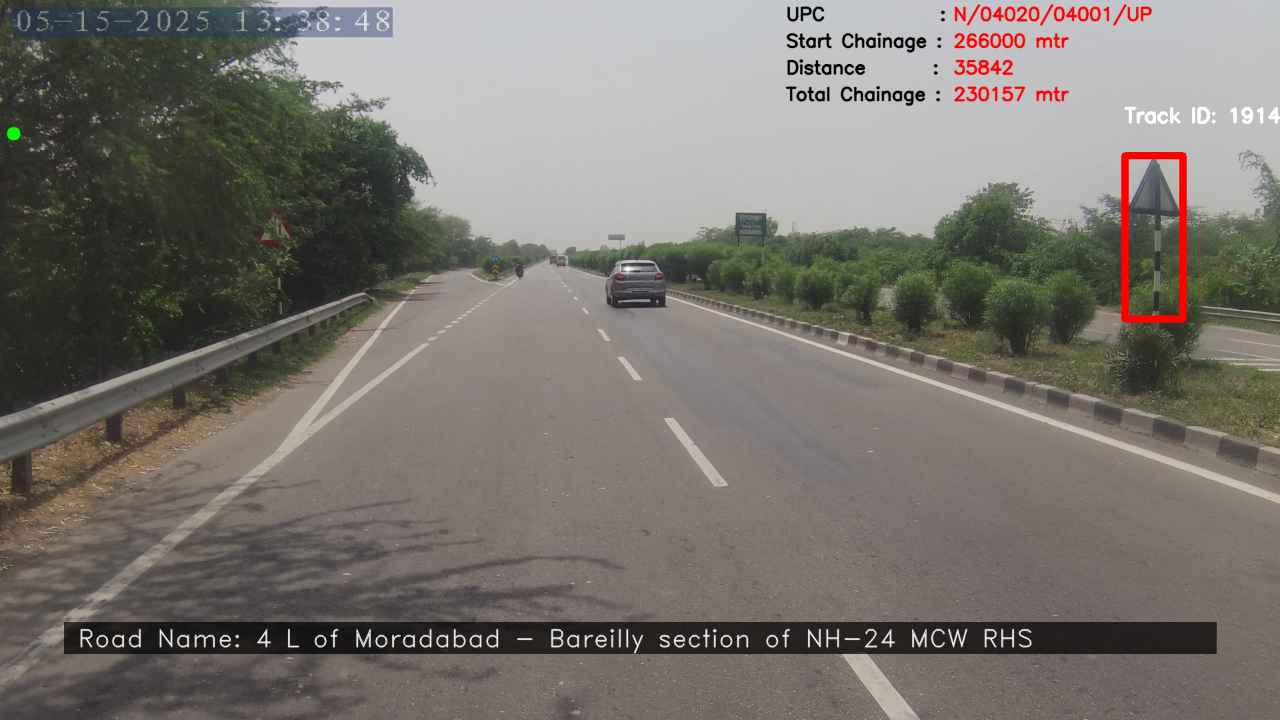 05-15-2025 13:38:48
UPC : N/04020/04001/UP
Start Chainage : 266000 mtr
Distance : 35842
Total Chainage : 230157 mtr
Track ID: 1914
Road Name: 4 L of Moradabad - Bareilly section of NH-24 MCW RHS